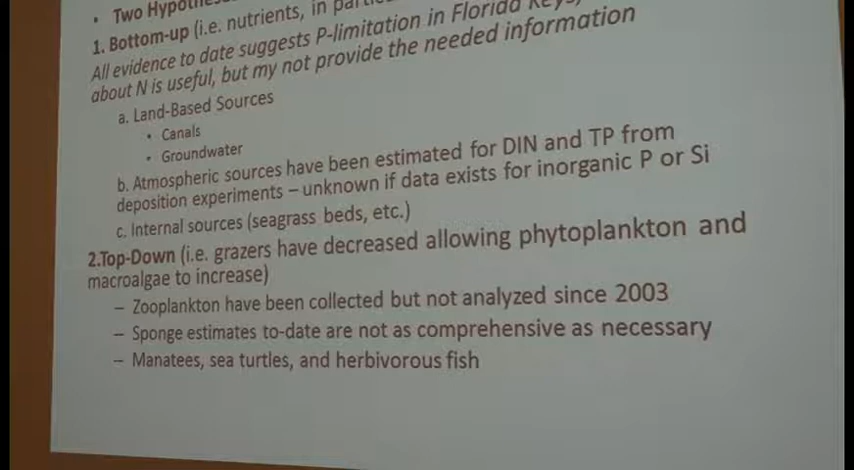 • Two
1. Bottom-up (i.e. nutrients, in
All evidence to date suggests P-limitation in Florida Keys,
about N is useful, but my not provide the needed information
a. Land-Based Sources
• Canals
• Groundwater
b. Atmospheric sources have been estimated for DIN and TP from
deposition experiments – unknown if data exists for inorganic P or Si
c. Internal sources (seagrass beds, etc.)
2.Top-Down (i.e. grazers have decreased allowing phytoplankton and
macroalgae to increase)
– Zooplankton have been collected but not analyzed since 2003
– Sponge estimates to-date are not as comprehensive as necessary
– Manatees, sea turtles, and herbivorous fish